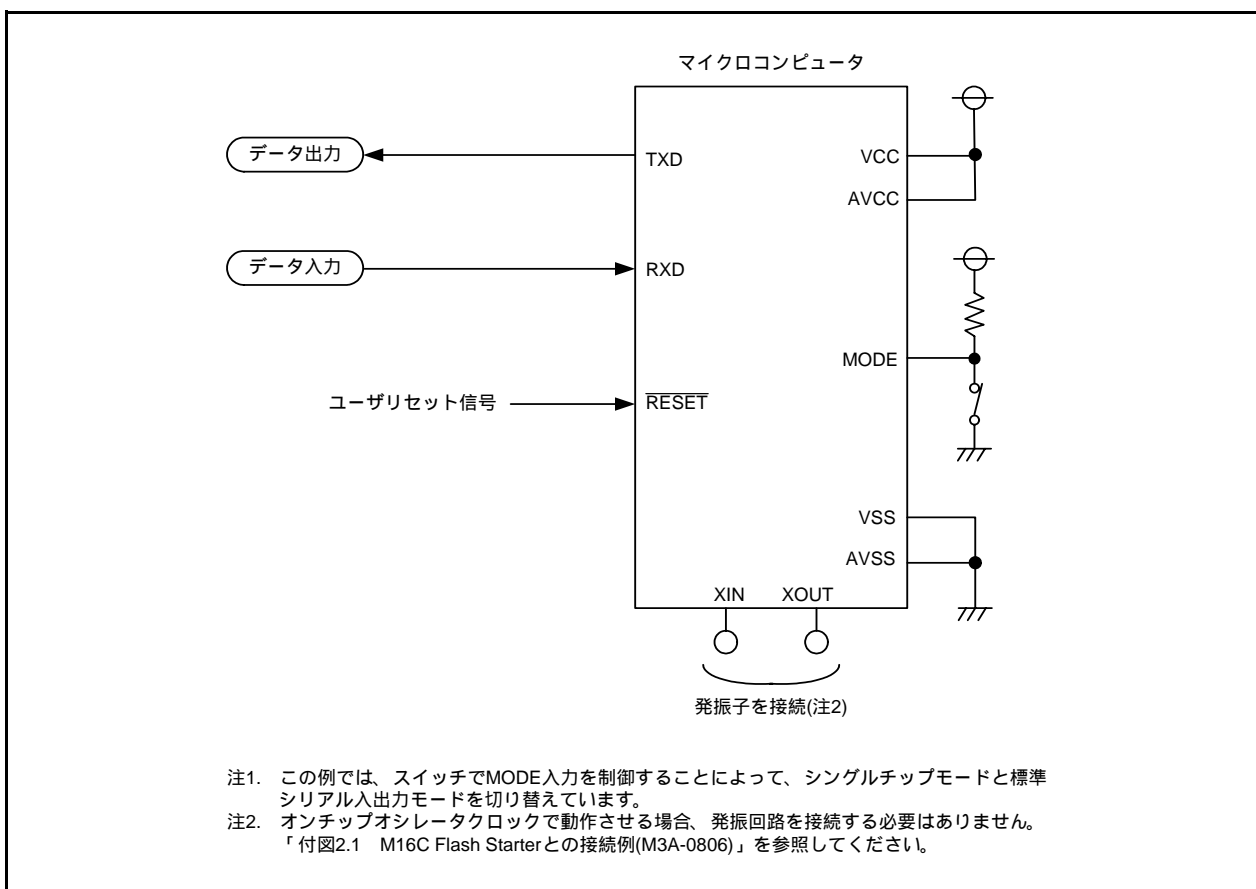 マイクロコンピュータ
データ出力
TXD
VCC
AVCC
データ入力
RXD
MODE
ユーザリセット信号
RESET
VSS
AVSS
XIN
XOUT
発振子を接続(注2)
注1. この例では、スイッチでMODE入力を制御することによって、シングルチップモードと標準
シリアル入出力モードを切り替えています。
注2. オンチップオシレータクロックで動作させる場合、発振回路を接続する必要はありません。
「付図2.1 M16C Flash Starterとの接続例(M3A-0806)」を参照してください。